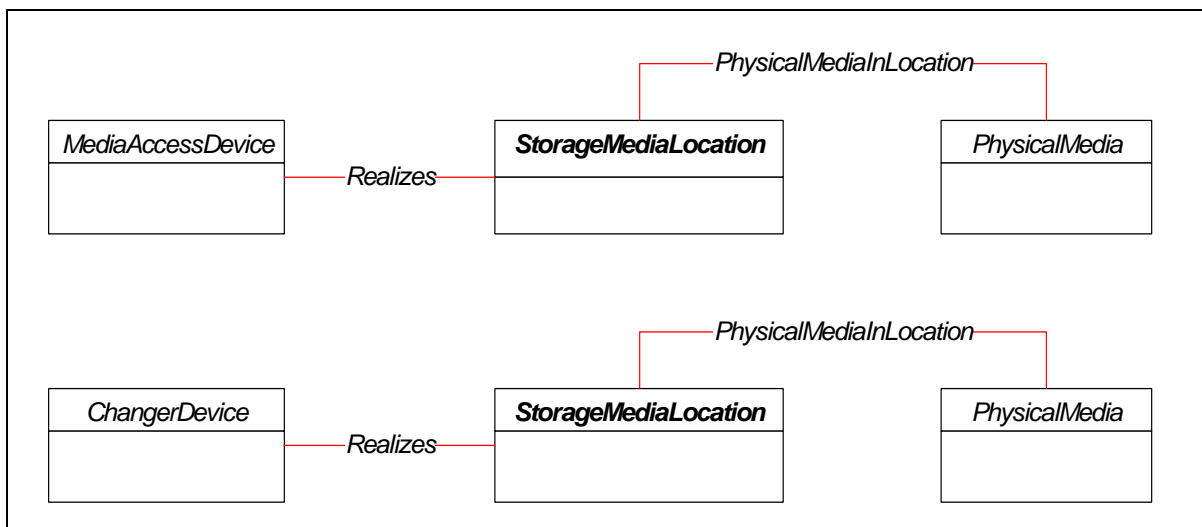 PhysicalMediaInLocation
MediaAccessDevice
StorageMediaLocation
PhysicalMedia
Realizes
PhysicalMediaInLocation
ChangerDevice
StorageMediaLocation
PhysicalMedia
Realizes